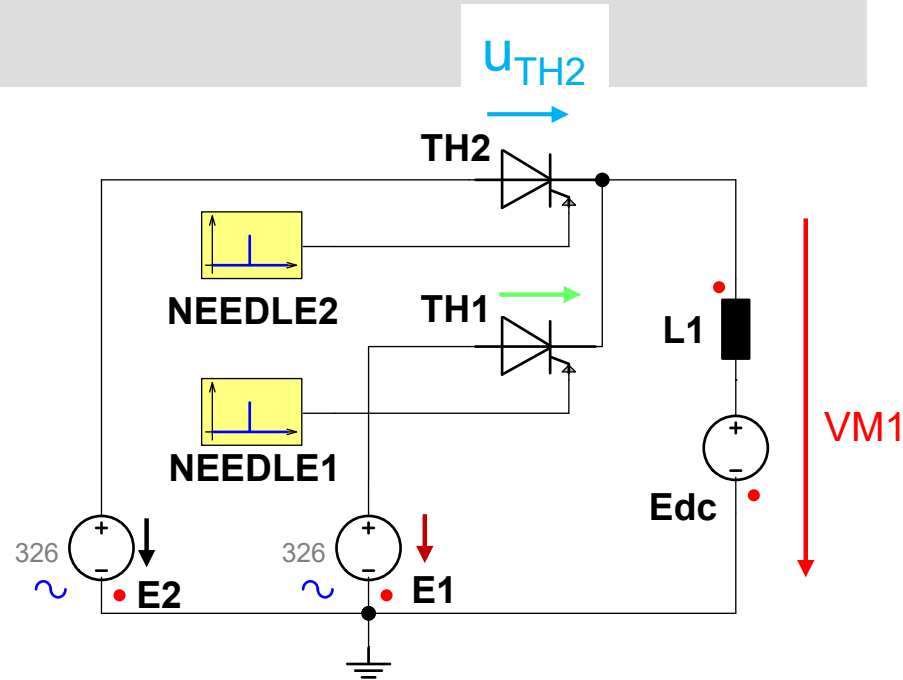 uTH2
TH2
NEEDLE2
TH1
L1
NEEDLE1
VM1
Edc
326
326
E2
E1